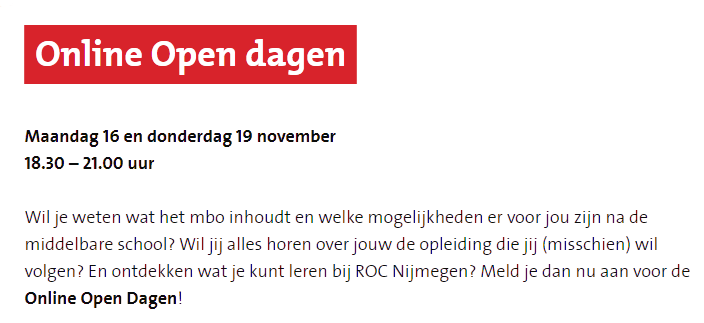 Online Open dagen
Maandag 16 en donderdag 19 november
18.30 – 21.00 uur
Wil je weten wat het mbo inhoudt en welke mogelijkheden er voor jou zijn na de
middelbare school? Wil jij alles horen over jouw de opleiding die jij (misschien) wil
volgen? En ontdekken wat je kunt leren bij ROC Nijmegen? Meld je dan nu aan voor de
Online Open Dagen!